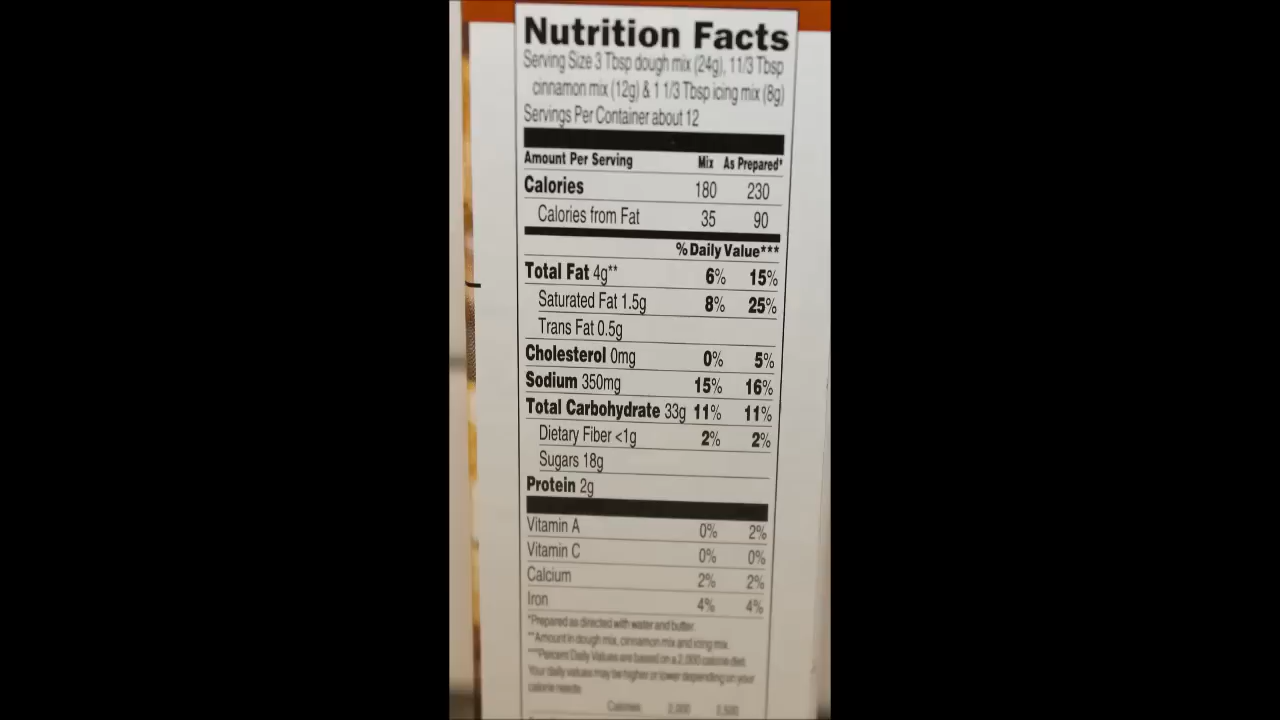 Nutrition Facts
Serving Size 3 Tbsp dough mix (24g), 1 1/3 Tbsp
cinnamon mix (12g) & 1 1/3 Tbsp icing mix (8g)
Servings Per Container about 12
Amount Per Serving Mix As Prepared*
Calories 180 230
Calories from Fat 35 90
% Daily Value***
Total Fat 4g** 6% 15%
Saturated Fat 1.5g 8% 25%
Trans Fat 0.5g
Cholesterol 0mg 0% 5%
Sodium 350mg 15% 16%
Total Carbohydrate 33g 11% 11%
Dietary Fiber <1g 2% 2%
Sugars 18g
Protein 2g
Vitamin A 0% 2%
Vitamin C 0% 0%
Calcium 2% 2%
Iron 4% 4%
*Prepared as directed with water and butter.
**Amount in dough mix, cinnamon mix and icing mix.
***Percent Daily Values are based on a 2,000 calorie diet.
Your daily values may be higher or lower depending on your
calorie needs:
Calories: 2,000 2,500